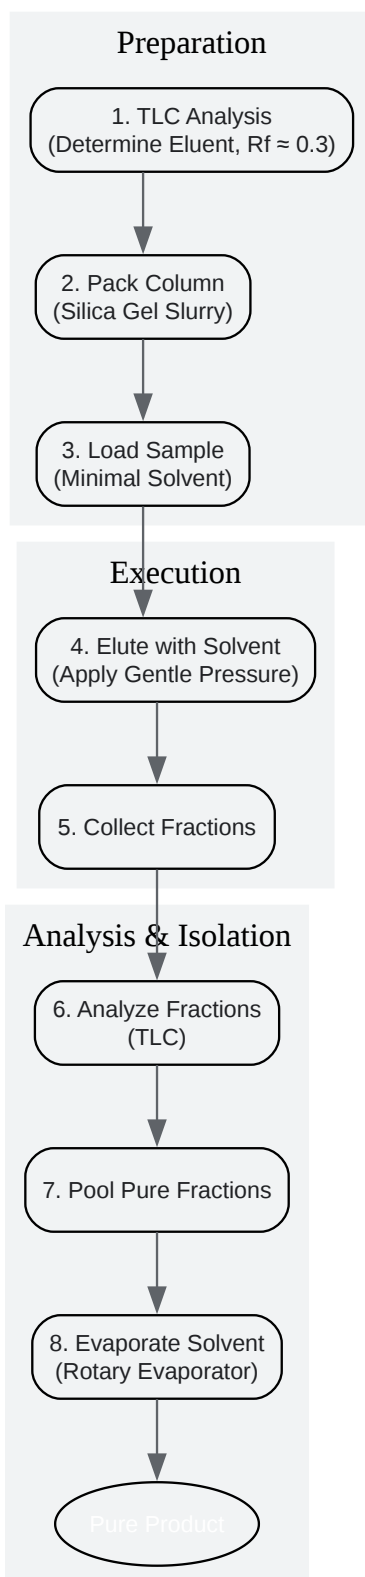 Preparation
1. TLC Analysis
(Determine Eluent, Rf ≈ 0.3)
2. Pack Column
(Silica Gel Slurry)
3. Load Sample
(Minimal Solvent)
Execution
4. Elute with Solvent
(Apply Gentle Pressure)
5. Collect Fractions
Analysis & Isolation
6. Analyze Fractions
(TLC)
7. Pool Pure Fractions
8. Evaporate Solvent
(Rotary Evaporator)
Pure Product